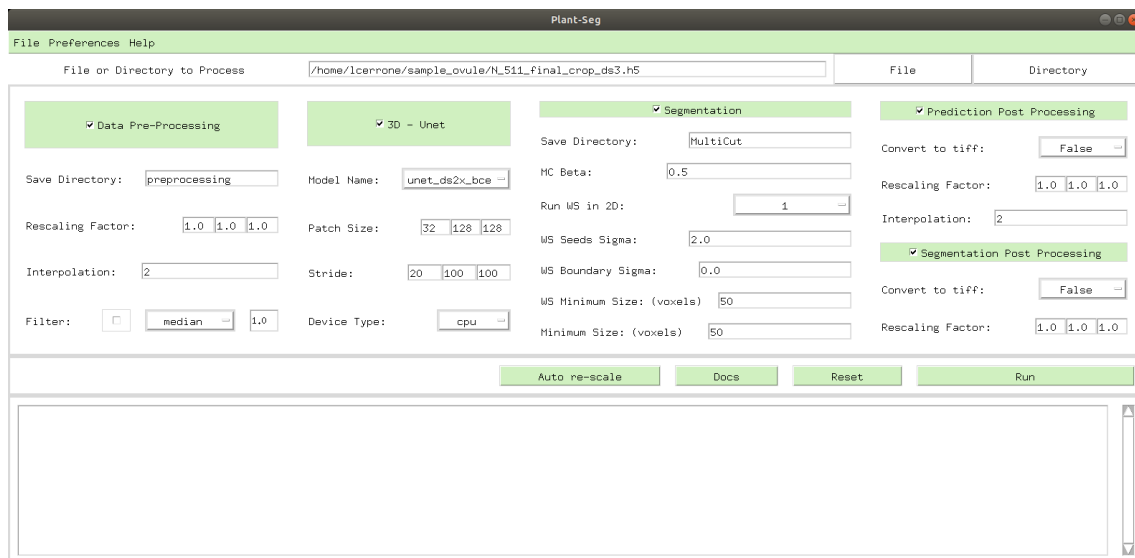 Plant-Seg
File Preferences Help
File or Directory to Process /home/lcerrone/sample_ovule/N_511_final_crop_ds3.h5 File Directory
Data Pre-Processing
Save Directory: preprocessing
Rescaling Factor: 1.0 1.0 1.0
Interpolation: 2
Filter: median 1.0
3D - Unet
Model Name: unet_ds2x_bce
Patch Size: 32 128 128
Stride: 20 100 100
Device Type: cpu
Segmentation
Save Directory: MultiCut
MC Beta: 0.5
Run WS in 2D: 1
WS Seeds Sigma: 2.0
WS Boundary Sigma: 0.0
WS Minimum Size: (voxels) 50
Minimum Size: (voxels) 50
Prediction Post Processing
Convert to tiff: False
Rescaling Factor: 1.0 1.0 1.0
Interpolation: 2
Segmentation Post Processing
Convert to tiff: False
Rescaling Factor: 1.0 1.0 1.0
Auto re-scale Docs Reset Run